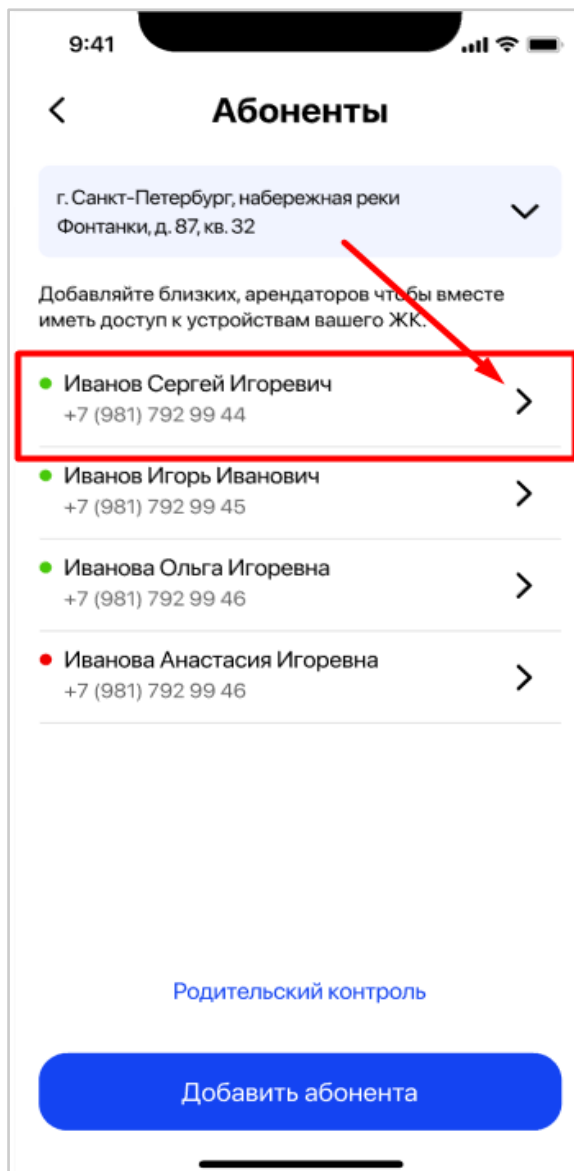 9:41
Абоненты
г. Санкт-Петербург, набережная реки
Фонтанки, д. 87, кв. 32
Добавляйте близких, арендаторов чтобы вместе
иметь доступ к устройствам вашего ЖК.
Иванов Сергей Игоревич
+7 (981) 792 99 44
Иванов Игорь Иванович
+7 (981) 792 99 45
Иванова Ольга Игоревна
+7 (981) 792 99 46
Иванова Анастасия Игоревна
+7 (981) 792 99 46
Родительский контроль
Добавить абонента